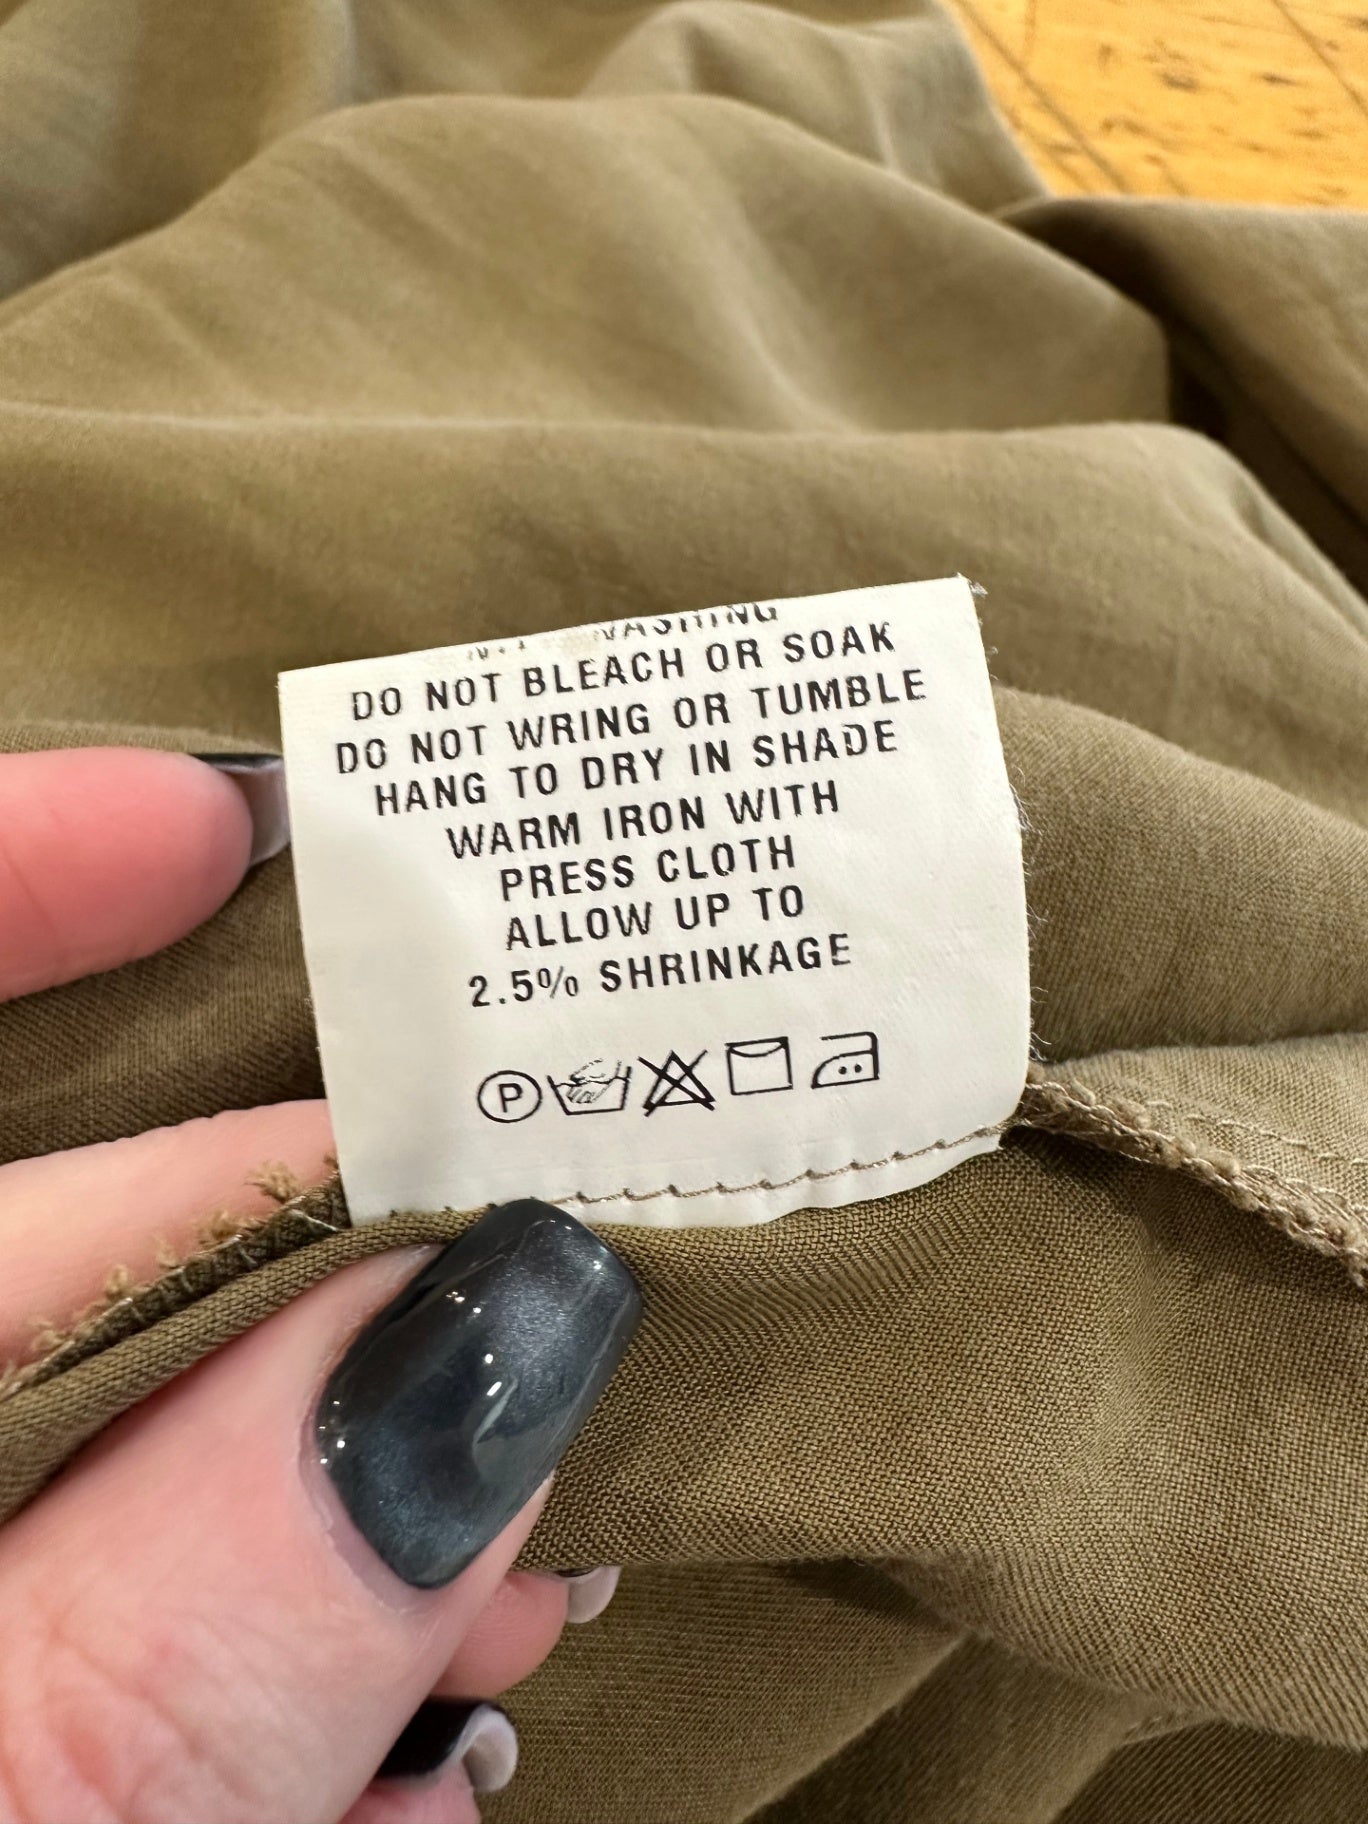 DO NOT BLEACH OR SOAK
DO NOT WRING OR TUMBLE
HANG TO DRY IN SHADE
WARM IRON WITH
PRESS CLOTH
ALLOW UP TO
2.5% SHRINKAGE
P